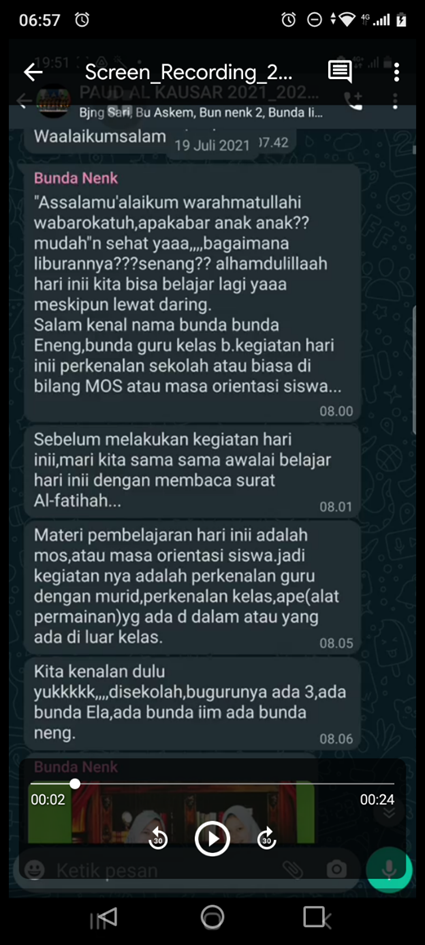 06:57
19:51
Screen_Recording_2...
PAUD AL KAUSAR 2021_202...
Bjng Sari, Bu Askem, Bun nenk 2, Bunda Ii...
Waalaikumsalam
07.42
19 Juli 2021
Bunda Nenk
"Assalamu'alaikum warahmatullahi
wabarokatuh,apakabar anak anak??
mudah"n sehat yaaa,,,,bagaimana
liburannya???senang?? alhamdulillaah
hari inii kita bisa belajar lagi yaaa
meskipun lewat daring.
Salam kenal nama bunda bunda
Eneng,bunda guru kelas b.kegiatan hari
inii perkenalan sekolah atau biasa di
bilang MOS atau masa orientasi siswa...
08.00
Sebelum melakukan kegiatan hari
inii,mari kita sama sama awalai belajar
hari inii dengan membaca surat
Al-fatihah...
08.01
Materi pembelajaran hari inii adalah
mos,atau masa orientasi siswa.jadi
kegiatan nya adalah perkenalan guru
dengan murid,perkenalan kelas,ape(alat
permainan)yg ada d dalam atau yang
ada di luar kelas.
08.05
Kita kenalan dulu
yukkkkk,,,,disekolah,bugurunya ada 3,ada
bunda Ela,ada bunda iim ada bunda
neng.
08.06
Bunda Nenk
00:02
00:24
30
30
Ketik pesan